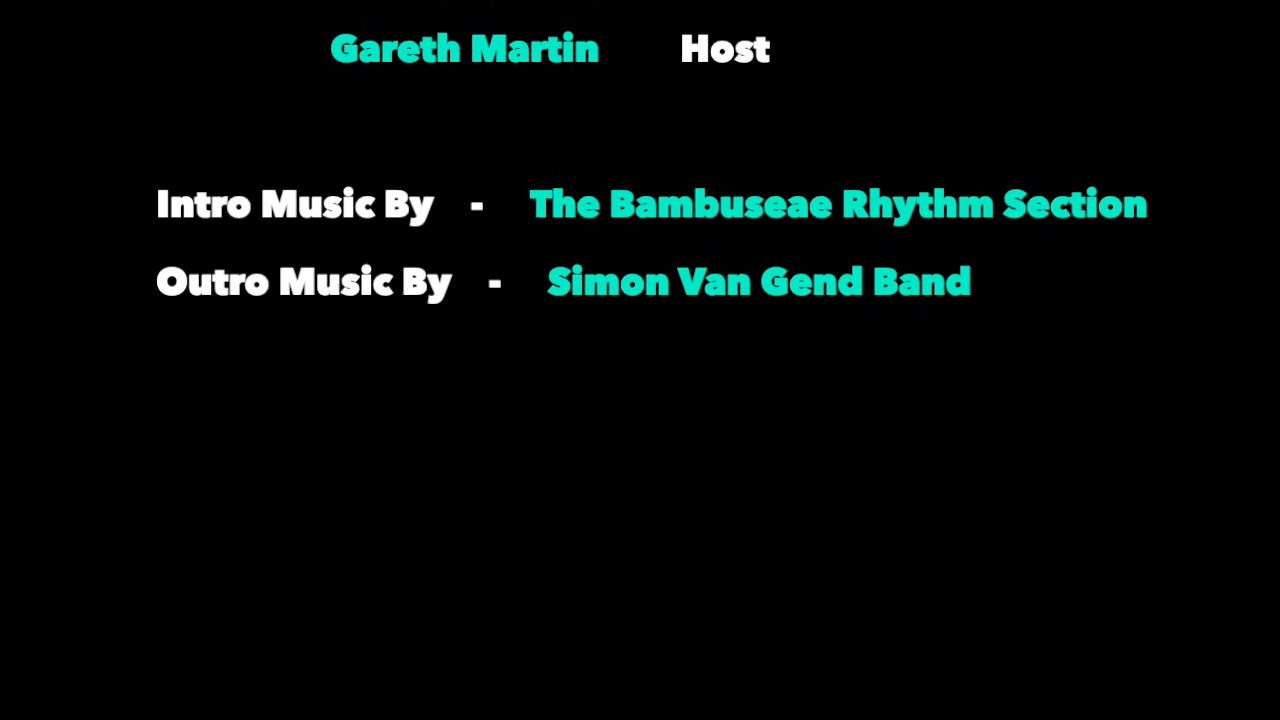 Gareth Martin Host
Intro Music By - The Bambuseae Rhythm Section
Outro Music By - Simon Van Gend Band